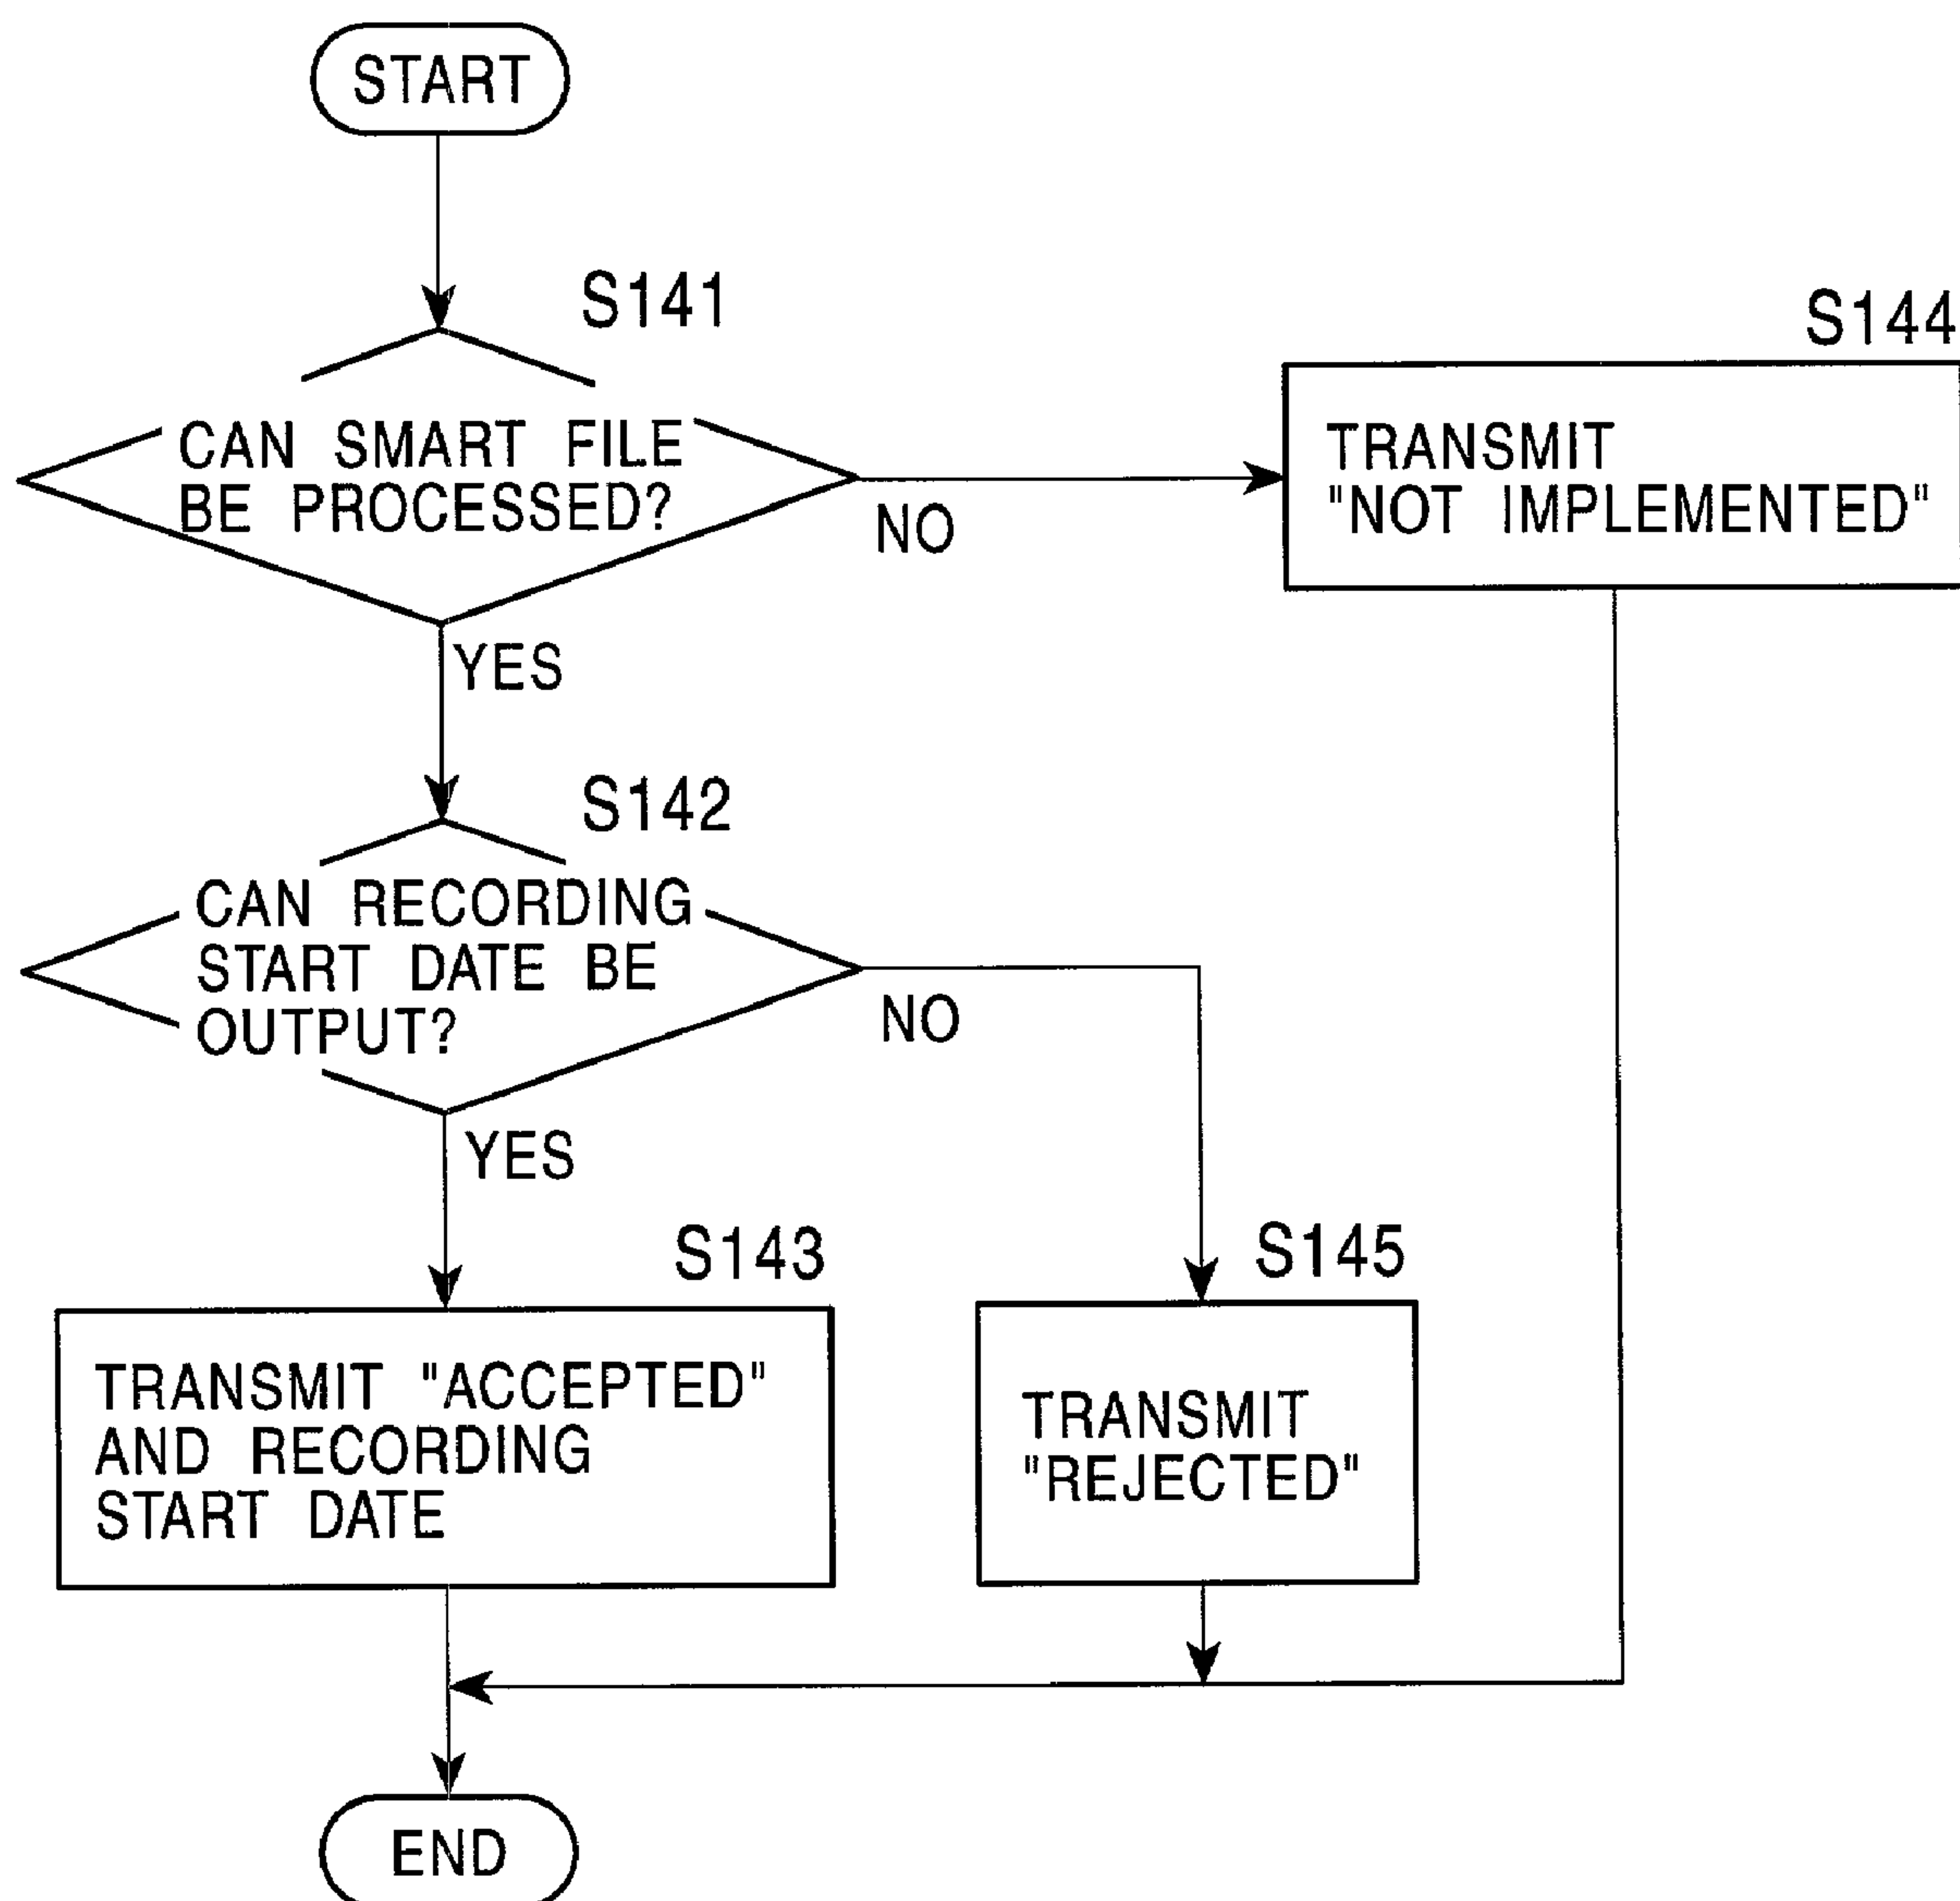 START
S141
CAN SMART FILE
BE PROCESSED?
NO
YES
S144
TRANSMIT
"NOT IMPLEMENTED"
S142
CAN RECORDING
START DATE BE
OUTPUT?
NO
YES
S143
TRANSMIT "ACCEPTED"
AND RECORDING
START DATE
S145
TRANSMIT
"REJECTED"
END